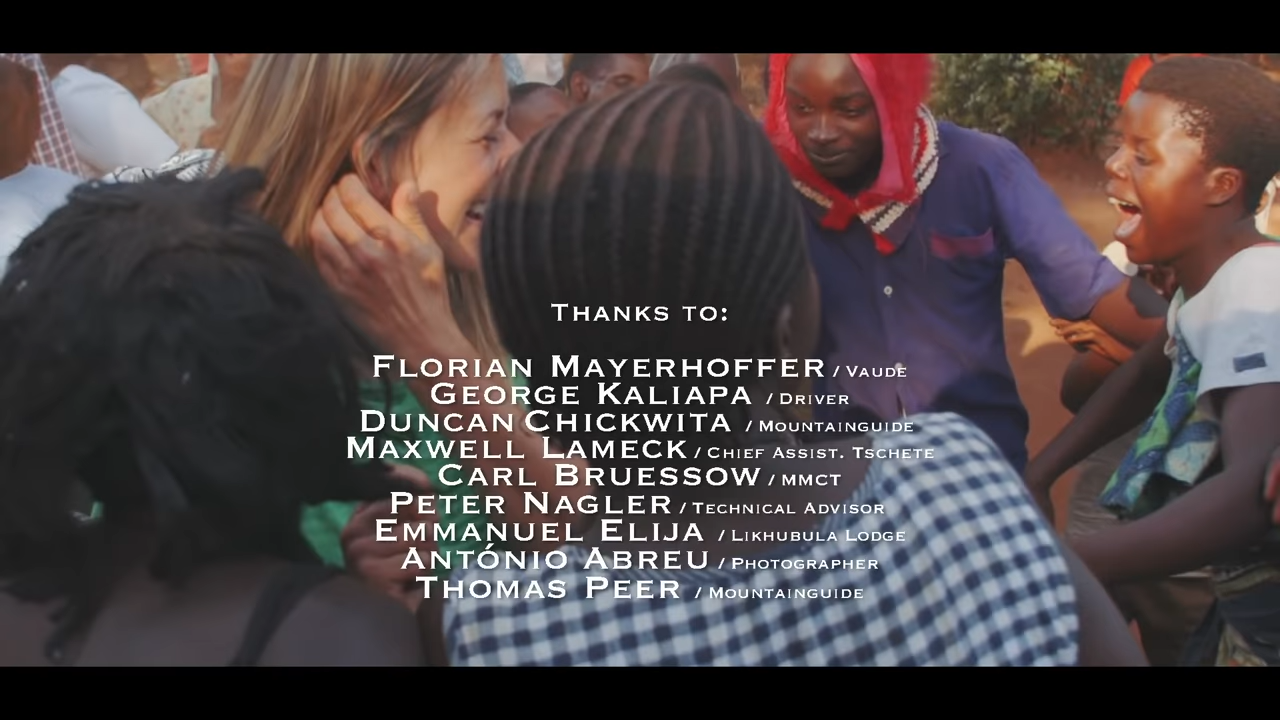 Thanks to:
Florian Mayerhoffer / Vaude
George Kaliapa / Driver
Duncan Chickwita / Mountainguide
Maxwell Lameck / Chief Assist. Tschete
Carl Bruessow / MMCT
Peter Nagler / Technical Advisor
Emmanuel Elija / Likhubula Lodge
António Abreu / Photographer
Thomas Peer / Mountainguide